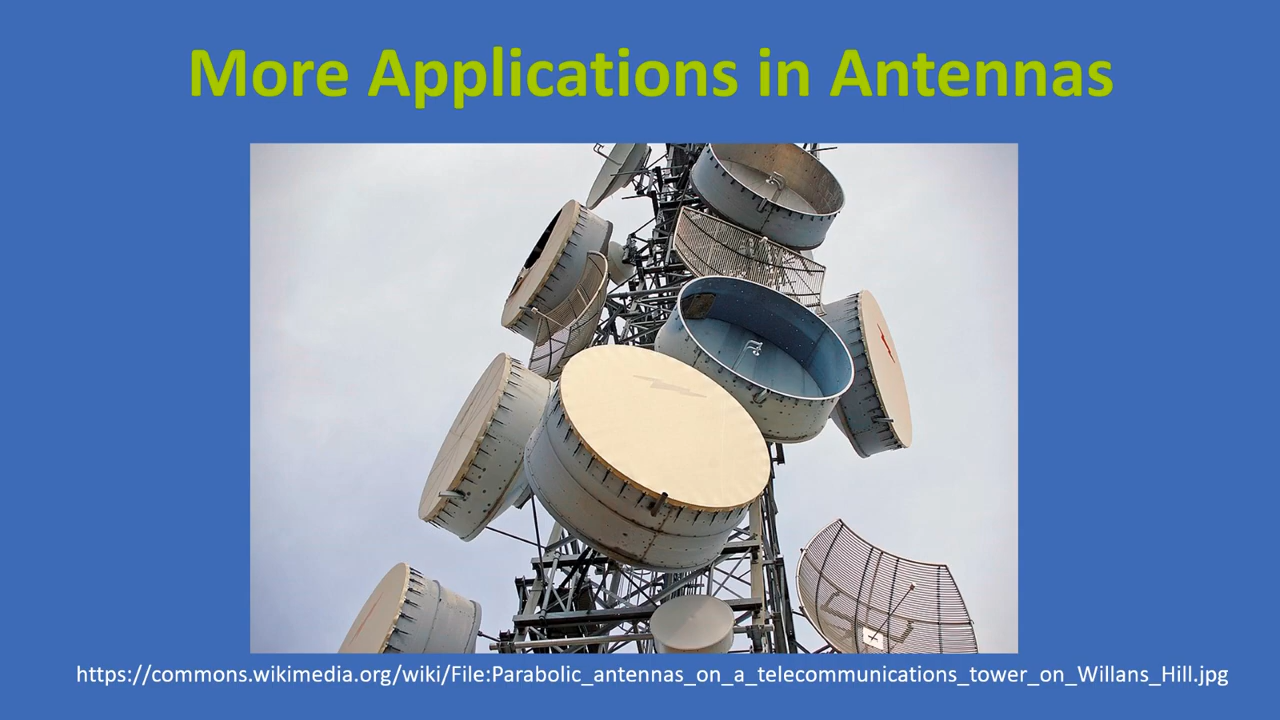 More Applications in Antennas
https://commons.wikimedia.org/wiki/File:Parabolic_antennas_on_a_telecommunications_tower_on_Willans_Hill.jpg